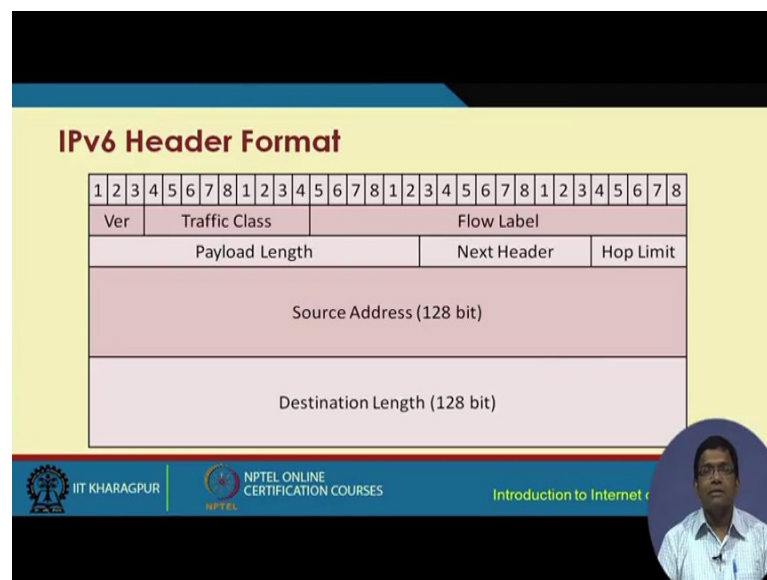 IPv6 Header Format
1 2 3 4 5 6 7 8 1 2 3 4 5 6 7 8 1 2 3 4 5 6 7 8 1 2 3 4 5 6 7 8
Ver Traffic Class Flow Label
Payload Length Next Header Hop Limit
Source Address (128 bit)
Destination Length (128 bit)
IIT KHARAGPUR
NPTEL
NPTEL ONLINE
CERTIFICATION COURSES
Introduction to Internet